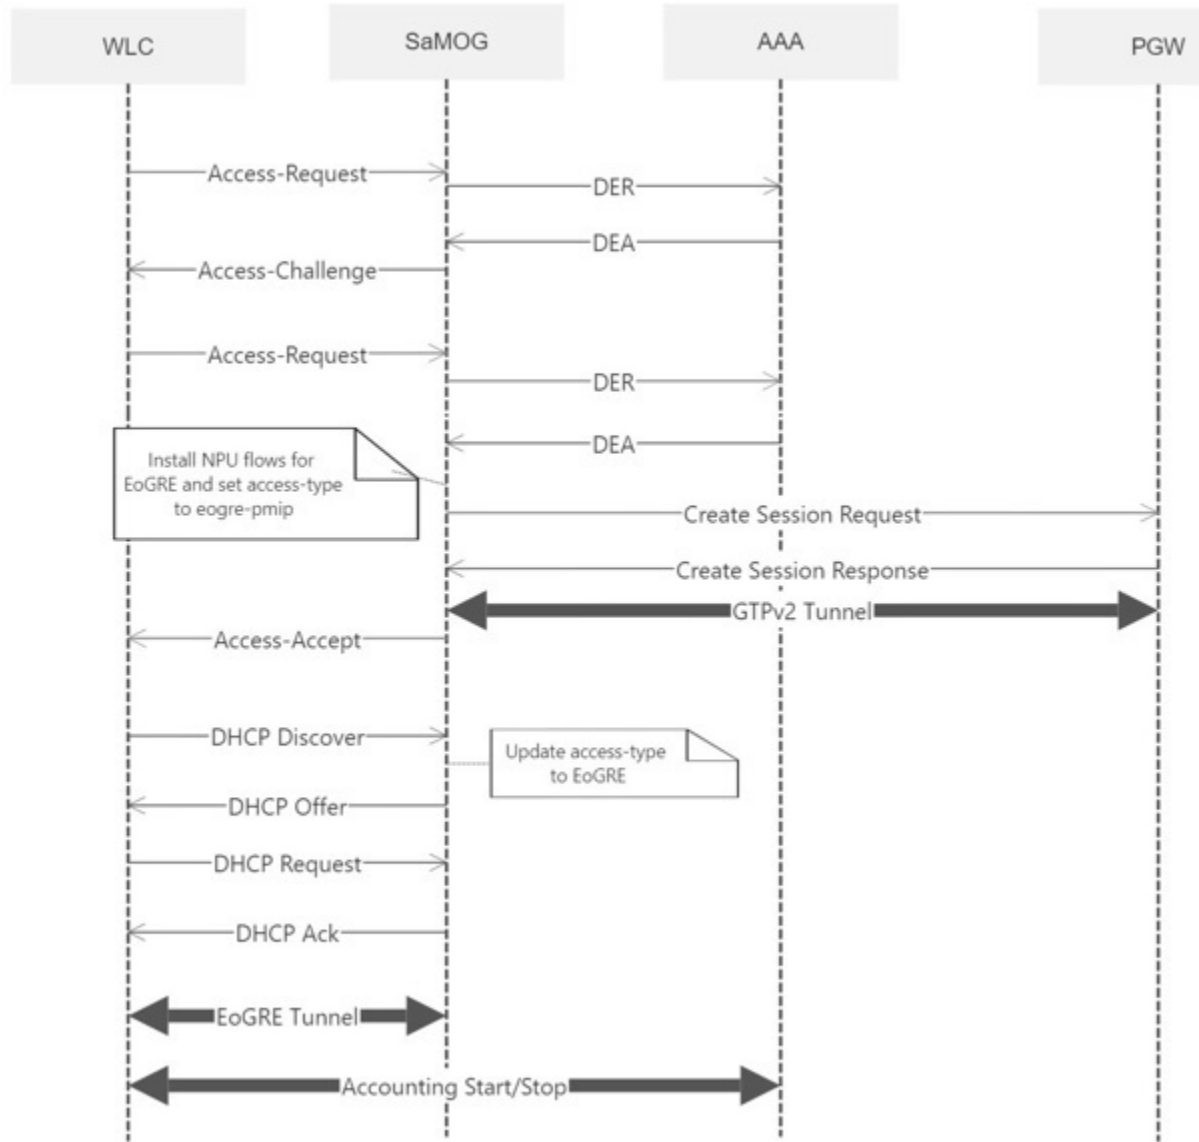 WLC
SaMOG
AAA
PGW
Access-Request
DER
DEA
Access-Challenge
Access-Request
DER
DEA
Install NPU flows for
EoGRE and set access-type
to eogre-pmip
Create Session Request
Create Session Response
GTPv2 Tunnel
Access-Accept
DHCP Discover
Update access-type
to EoGRE
DHCP Offer
DHCP Request
DHCP Ack
EoGRE Tunnel
Accounting Start/Stop